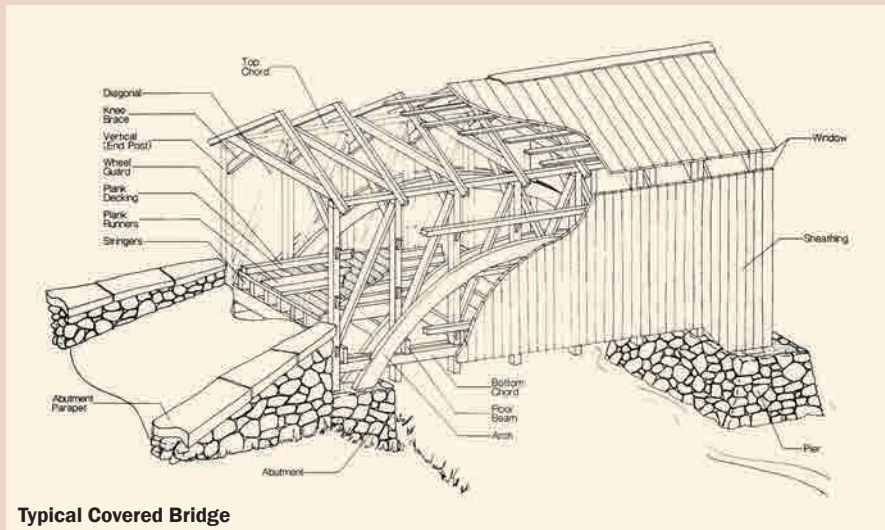 Top
Chord
Diagonal
Knee
Brace
Vertical
(End Post)
Wheel
Guard
Plank
Decking
Plank
Runners
Stringers
Window
Sheathing
Abutment
Parapet
Bottom
Chord
Floor
Beam
Arch
Abutment
Pier
Typical Covered Bridge